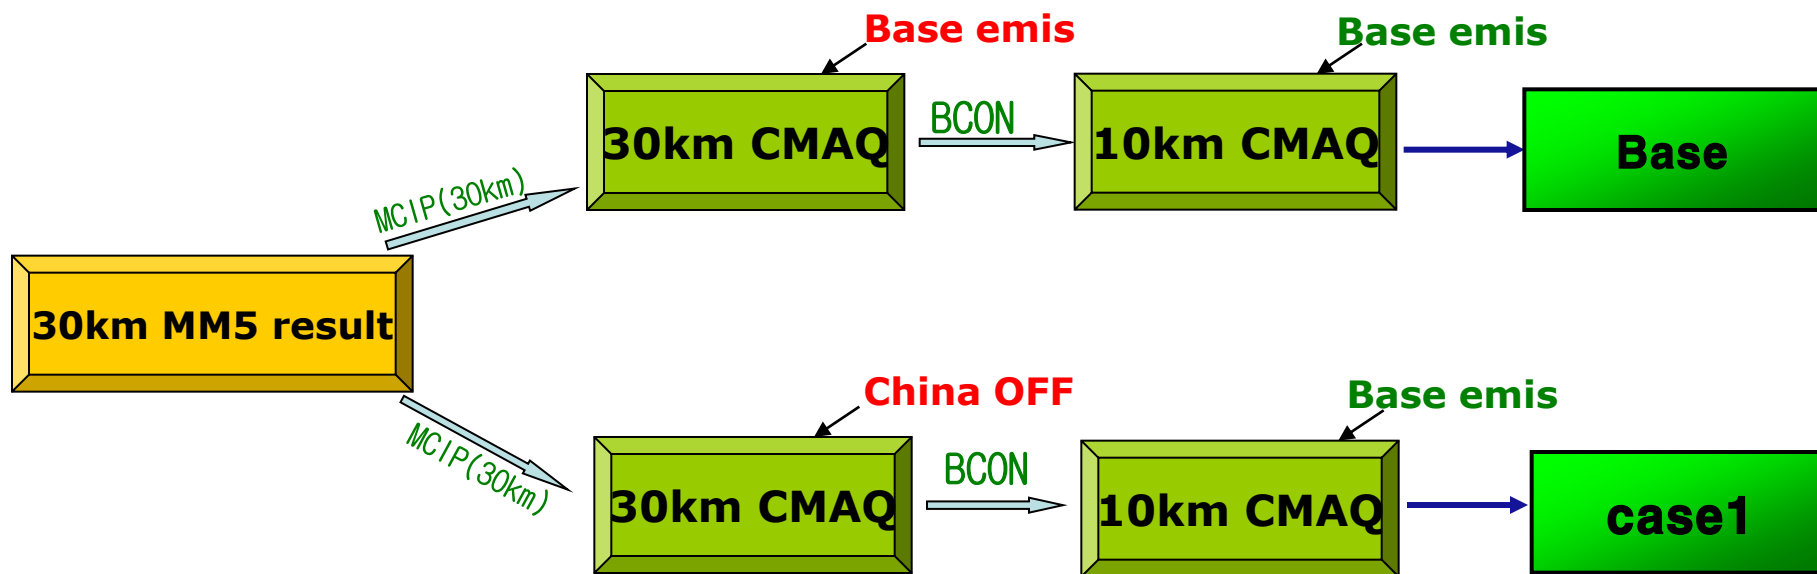 Base emis
Base emis
30km CMAQ
BCON
10km CMAQ
Base
MCIP(30km)
30km MM5 result
MCIP(30km)
China OFF
Base emis
30km CMAQ
BCON
10km CMAQ
case1